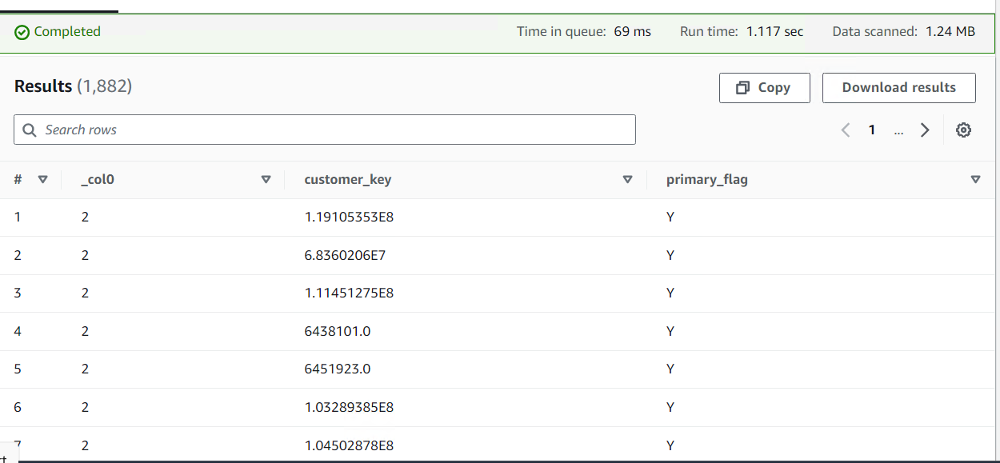 Completed Time in queue: 69 ms Run time: 1.117 sec Data scanned: 1.24 MB
Results (1,882) Copy Download results
Search rows 1 ...
# _col0 customer_key primary_flag
1 2 1.19105353E8 Y
2 2 6.8360206E7 Y
3 2 1.11451275E8 Y
4 2 6438101.0 Y
5 2 6451923.0 Y
6 2 1.03289385E8 Y
7 2 1.04502878E8 Y